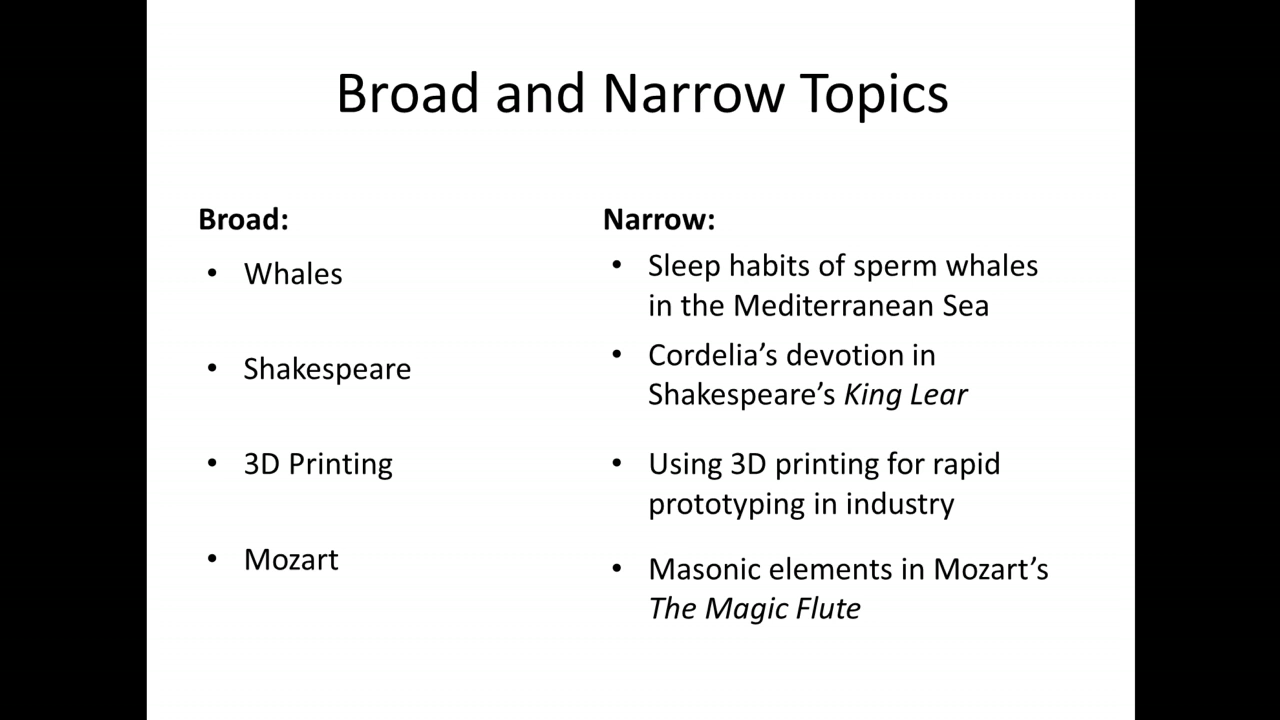 Broad and Narrow Topics
Broad:
• Whales
• Shakespeare
• 3D Printing
• Mozart
Narrow:
• Sleep habits of sperm whales
in the Mediterranean Sea
• Cordelia’s devotion in
Shakespeare’s King Lear
• Using 3D printing for rapid
prototyping in industry
• Masonic elements in Mozart’s
The Magic Flute